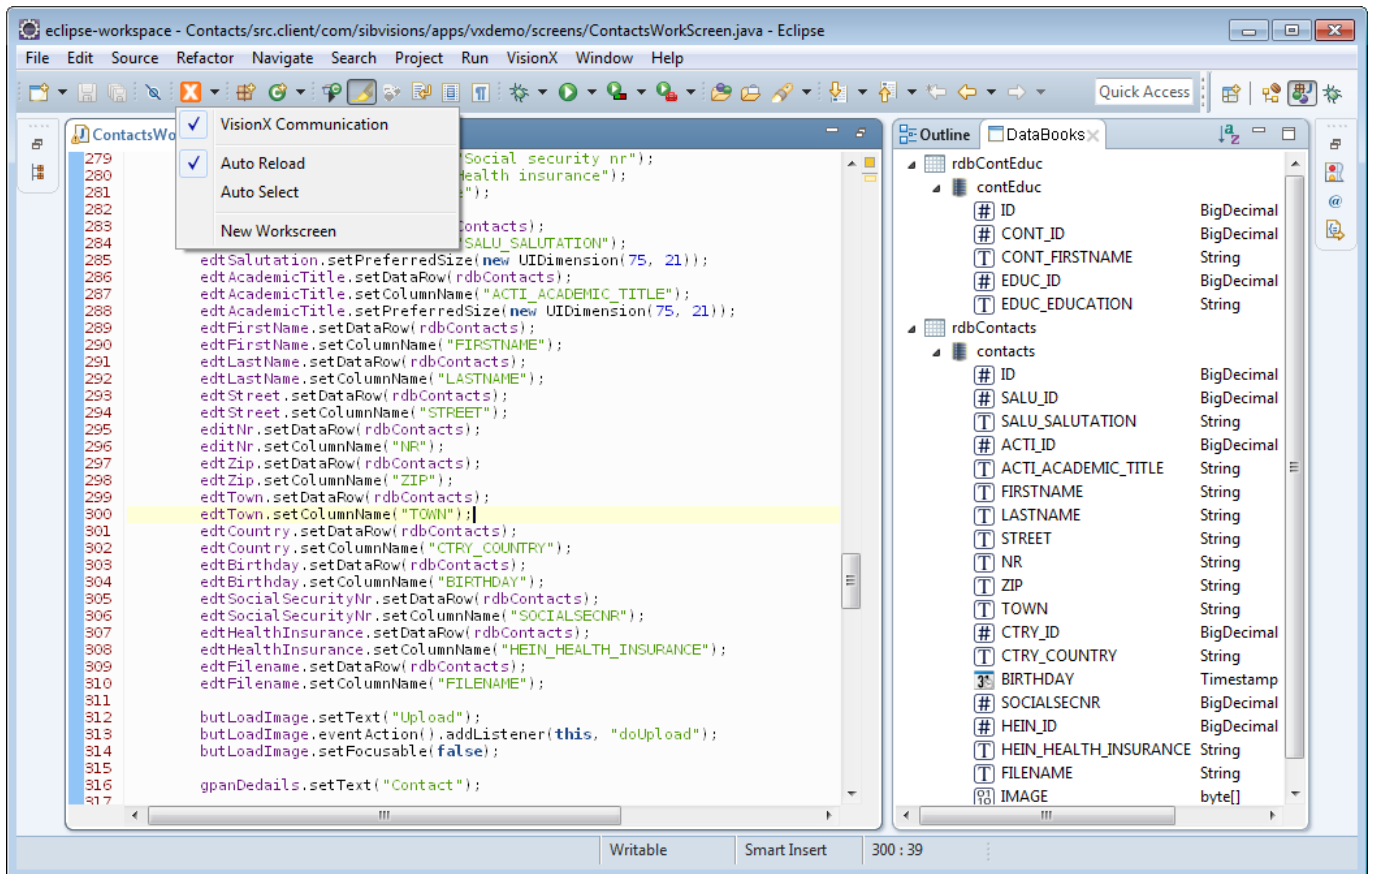 eclipse-workspace - Contacts/src.client/com/sibvisions/apps/vxdemo/screens/ContactsWorkScreen.java - Eclipse
File Edit Source Refactor Navigate Search Project Run VisionX Window Help
Quick Access
ContactsWo
VisionX Communication
Auto Reload
Auto Select
New Workscreen
279 "Social security nr");
280 Health insurance");
281 e");
282
283 ontacts);
284 "SALU_SALUTATION");
285 edtSalutation.setPreferredSize(new UIDimension(75, 21));
286 edtAcademicTitle.setDataRow(rdbContacts);
287 edtAcademicTitle.setColumnName("ACTI_ACADEMIC_TITLE");
288 edtAcademicTitle.setPreferredSize(new UIDimension(75, 21));
289 edtFirstName.setDataRow(rdbContacts);
290 edtFirstName.setColumnName("FIRSTNAME");
291 edtLastName.setDataRow(rdbContacts);
292 edtLastName.setColumnName("LASTNAME");
293 edtStreet.setDataRow(rdbContacts);
294 edtStreet.setColumnName("STREET");
295 editNr.setDataRow(rdbContacts);
296 editNr.setColumnName("NR");
297 edtZip.setDataRow(rdbContacts);
298 edtZip.setColumnName("ZIP");
299 edtTown.setDataRow(rdbContacts);
300 edtTown.setColumnName("TOWN");
301 edtCountry.setDataRow(rdbContacts);
302 edtCountry.setColumnName("CTRY_COUNTRY");
303 edtBirthday.setDataRow(rdbContacts);
304 edtBirthday.setColumnName("BIRTHDAY");
305 edtSocialSecurityNr.setDataRow(rdbContacts);
306 edtSocialSecurityNr.setColumnName("SOCIALSECNR");
307 edtHealthInsurance.setDataRow(rdbContacts);
308 edtHealthInsurance.setColumnName("HEIN_HEALTH_INSURANCE");
309 edtFilename.setDataRow(rdbContacts);
310 edtFilename.setColumnName("FILENAME");
311
312 butLoadImage.setText("Upload");
313 butLoadImage.eventAction().addListener(this, "doUpload");
314 butLoadImage.setFocusable(false);
315
316 gpanDedails.setText("Contact");
317
Outline DataBooks
rdbContEduc
contEduc
ID BigDecimal
CONT_ID BigDecimal
CONT_FIRSTNAME String
EDUC_ID BigDecimal
EDUC_EDUCATION String
rdbContacts
contacts
ID BigDecimal
SALU_ID BigDecimal
SALU_SALUTATION String
ACTI_ID BigDecimal
ACTI_ACADEMIC_TITLE String
FIRSTNAME String
LASTNAME String
STREET String
NR String
ZIP String
TOWN String
CTRY_ID BigDecimal
CTRY_COUNTRY String
BIRTHDAY Timestamp
SOCIALSECNR BigDecimal
HEIN_ID BigDecimal
HEIN_HEALTH_INSURANCE String
FILENAME String
IMAGE byte[]
Writable Smart Insert 300 : 39